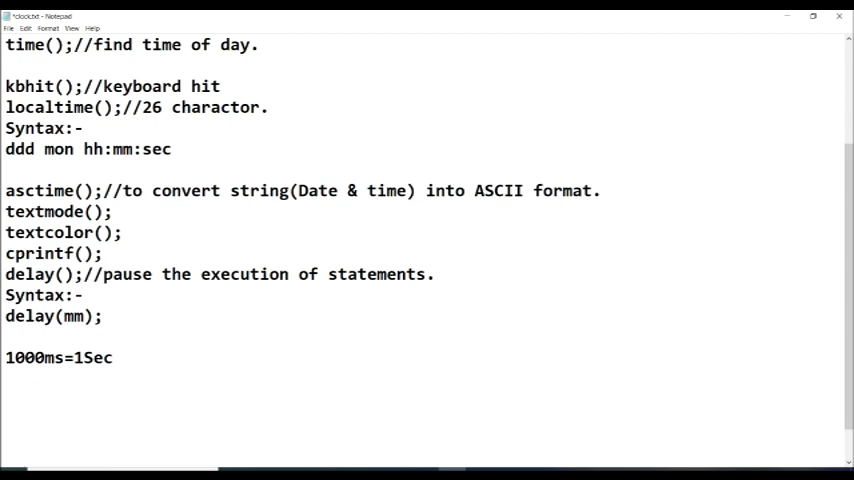 *clock.txt - Notepad
File Edit Format View Help
time();//find time of day.
kbhit();//keyboard hit
localtime();//26 charactor.
Syntax:-
ddd mon hh:mm:sec
asctime();//to convert string(Date & time) into ASCII format.
textmode();
textcolor();
cprintf();
delay();//pause the execution of statements.
Syntax:-
delay(mm);
1000ms=1Sec